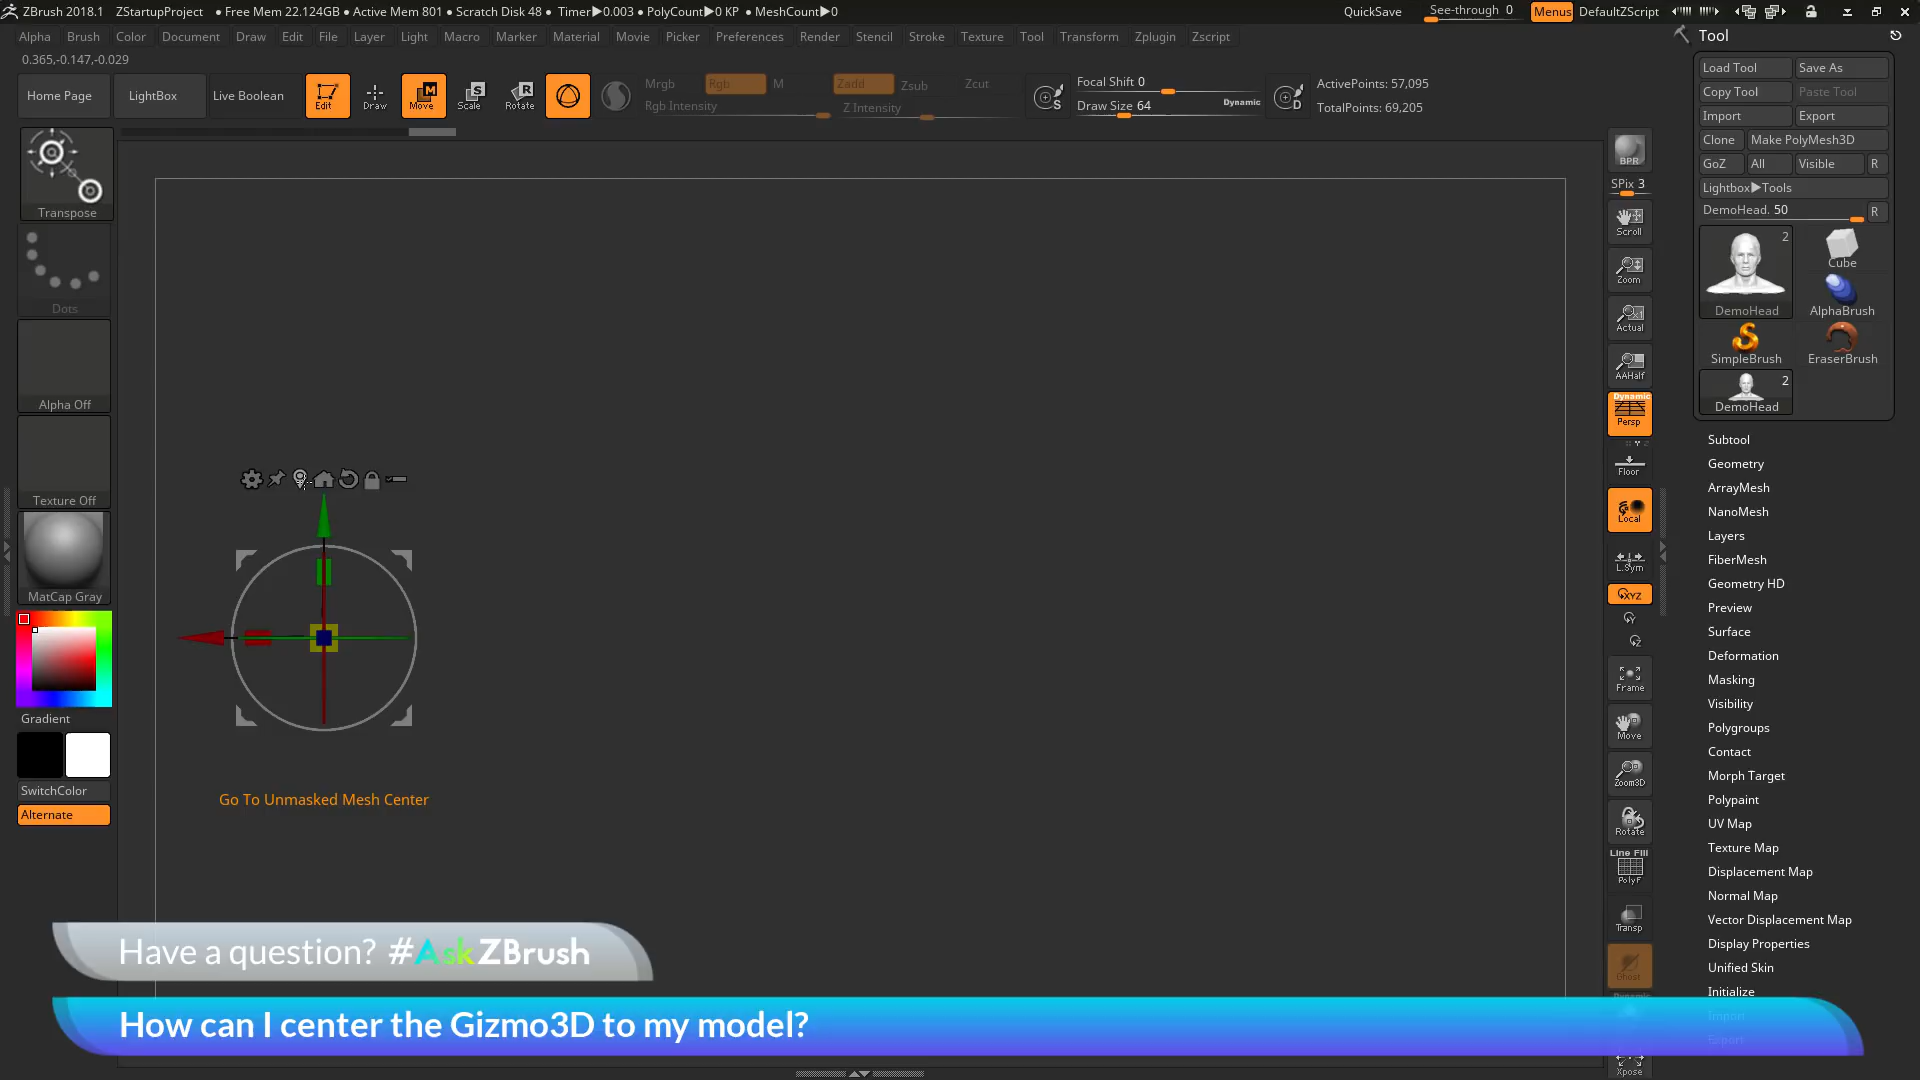 ZBrush 2018.1 ZStartupProject • Free Mem 22.124GB • Active Mem 801 • Scratch Disk 48 • Timer▶0.003 • PolyCount▶0 KP • MeshCount▶0 QuickSave See-through 0 Menus DefaultZScript
Alpha Brush Color Document Draw Edit File Layer Light Macro Marker Material Movie Picker Preferences Render Stencil Stroke Texture Tool Transform Zplugin Zscript
Tool
0.365,-0.147,-0.029
Home Page LightBox Live Boolean Edit Draw Move Scale Rotate
Mrgb Rgb M Zadd Zsub Zcut
Rgb Intensity Z Intensity
Focal Shift 0
Draw Size 64 Dynamic
ActivePoints: 57,095
TotalPoints: 69,205
Load Tool Save As
Copy Tool Paste Tool
Import Export
Clone Make PolyMesh3D
GoZ All Visible R
Lightbox▶Tools
DemoHead. 50 R
2
DemoHead
Cube
AlphaBrush
SimpleBrush EraserBrush
2
DemoHead
Subtool
Geometry
ArrayMesh
NanoMesh
Layers
FiberMesh
Geometry HD
Preview
Surface
Deformation
Masking
Visibility
Polygroups
Contact
Morph Target
Polypaint
UV Map
Texture Map
Displacement Map
Normal Map
Vector Displacement Map
Display Properties
Unified Skin
Initialize
Import
Export
BPR
SPix 3
Scroll
Zoom
Actual
AAHalf
Dynamic
Persp
Floor
Local
L.Sym
XYZ
Y
Z
Frame
Move
Zoom3D
Rotate
Line Fill
PolyF
Transp
Ghost
Dynamic
Xpose
Transpose
Dots
Alpha Off
Texture Off
MatCap Gray
Gradient
SwitchColor
Alternate
Go To Unmasked Mesh Center
Have a question? #AskZBrush
How can I center the Gizmo3D to my model?